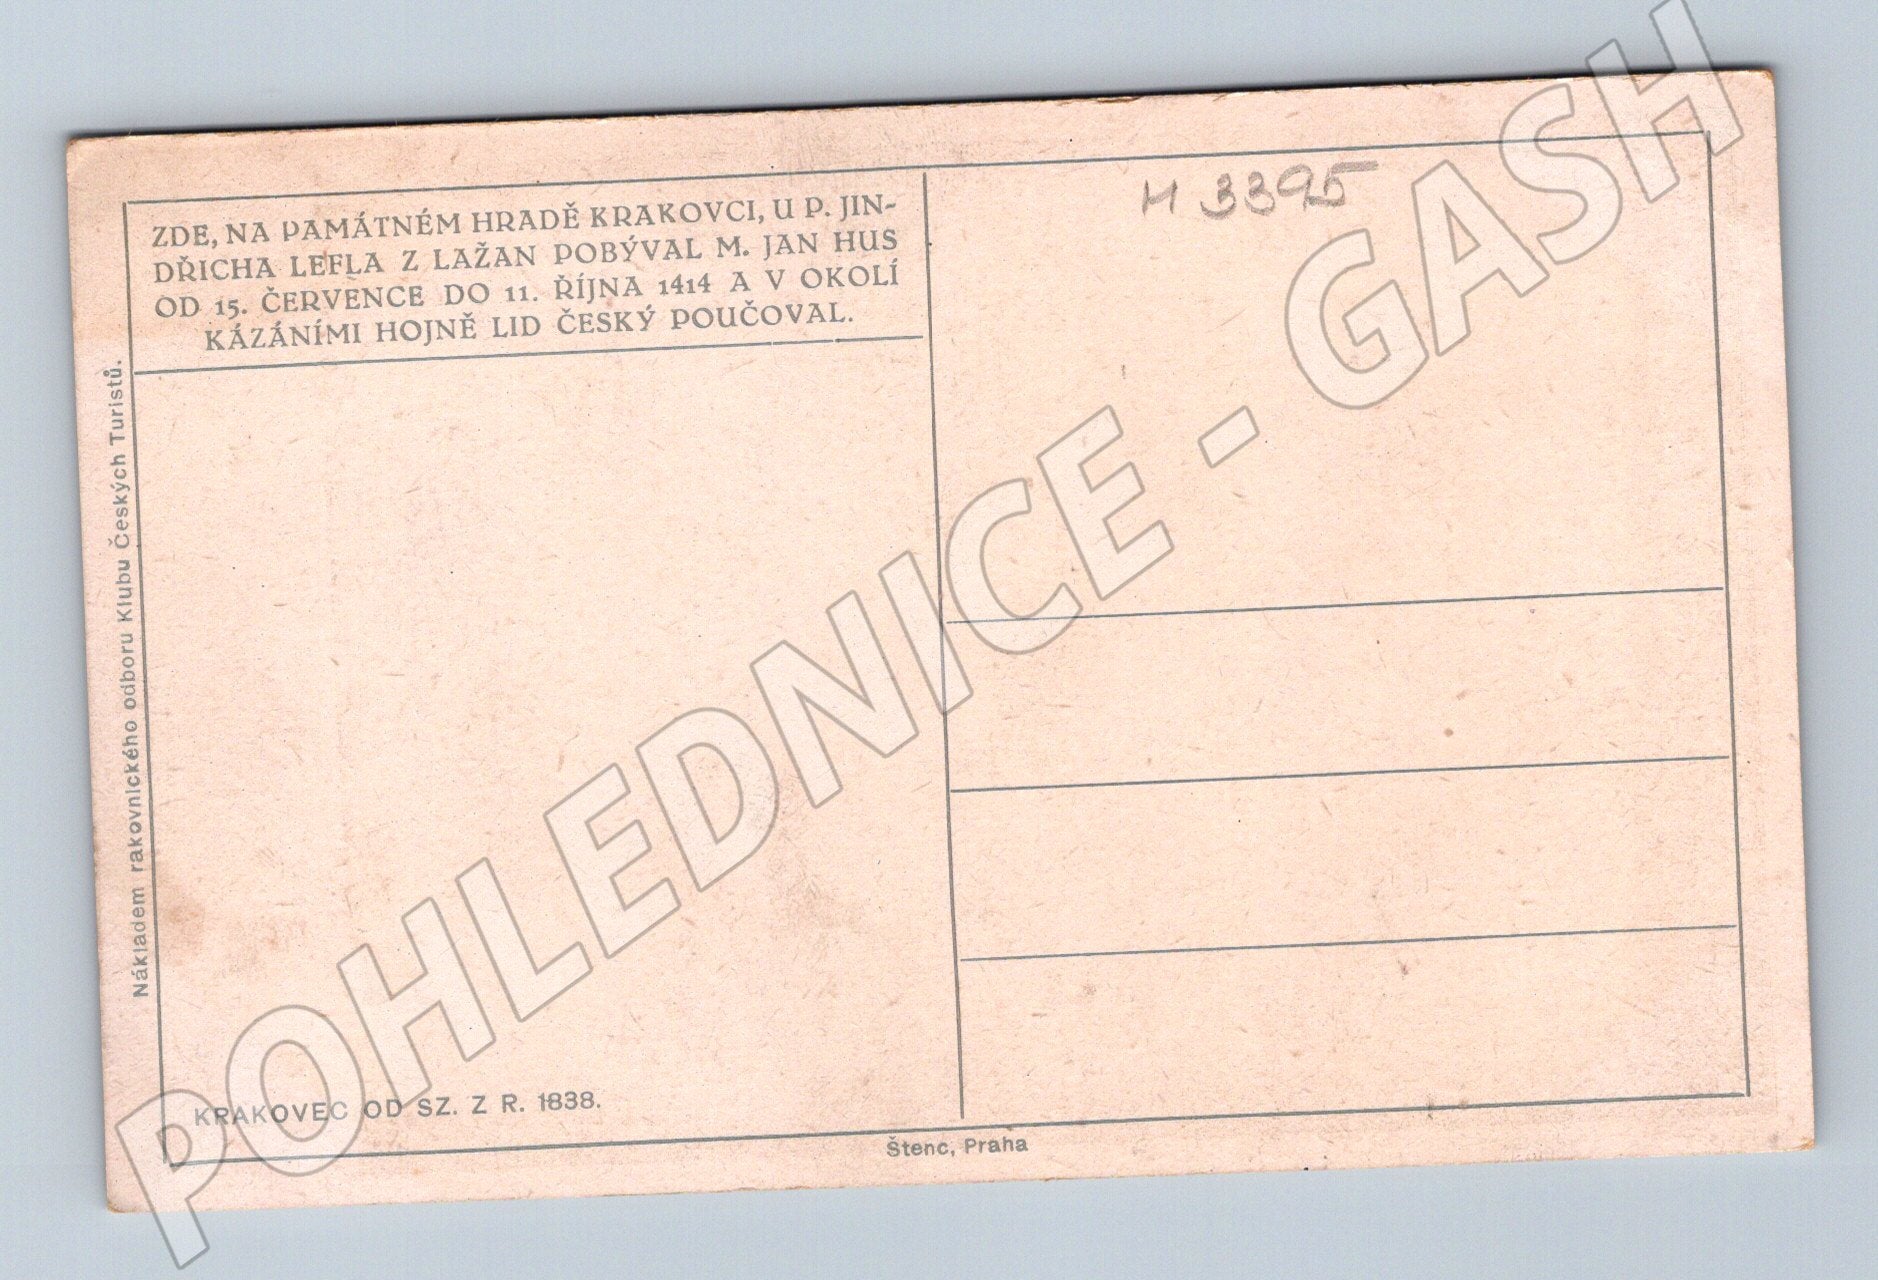 ZDE, NA PAMÁTNÉM HRADĚ KRAKOVCI, U P. JIN-
DŘICHA LEFLA Z LAŽAN POBÝVAL M. JAN HUS
OD 15. ČERVENCE DO 11. ŘÍJNA 1414 A V OKOLÍ
KÁZÁNÍMI HOJNĚ LID ČESKÝ POUČOVAL.
H 3395
Nákladem rakovnického odboru Klubu Českých Turistů.
KRAKOVEC OD SZ. Z R. 1838.
Štenc, Praha
POHLEDNICE - GASH